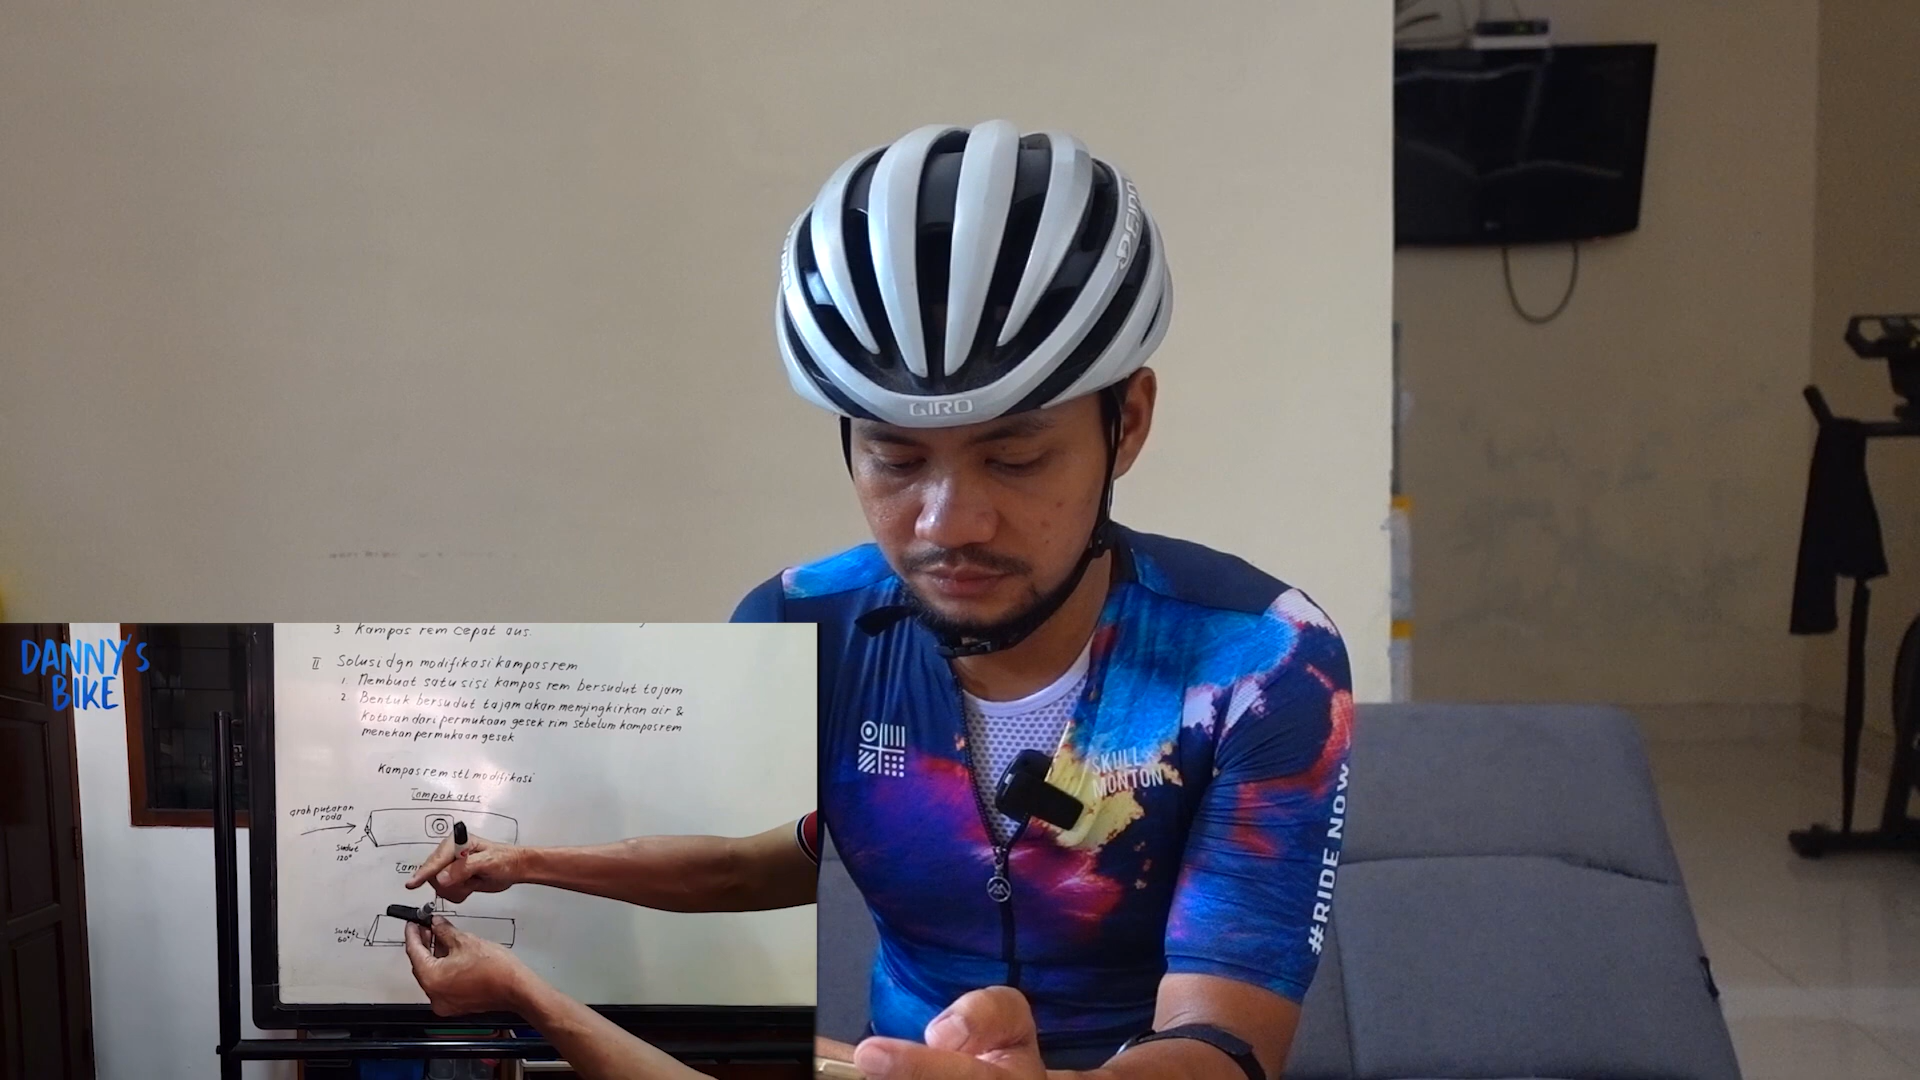 GIRO
DANNY'S
BIKE
3. Kampas rem cepat aus.
II Solusi dgn modifikasi kampas rem
1. Membuat satu sisi kampas rem bersudut tajam
2. Bentuk bersudut tajam akan menyingkirkan air &
kotoran dari permukaan gesek rim sebelum kampas rem
menekan permukaan gesek
Kampas rem stl modifikasi
Tampak atas
arah putaran
roda
sudut
120°
Tam
sudut
60°
SKULL
MONTON
#RIDE NOW